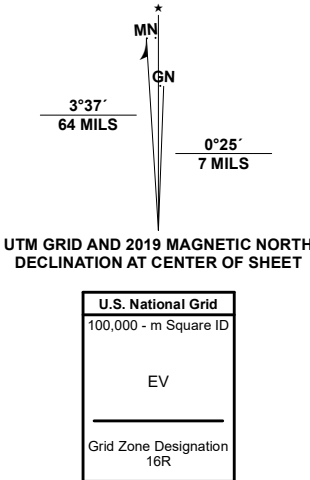 MN
GN
3°37´
64 MILS
0°25´
7 MILS
UTM GRID AND 2019 MAGNETIC NORTH
DECLINATION AT CENTER OF SHEET
U.S. National Grid
100,000 - m Square ID
EV
Grid Zone Designation
16R